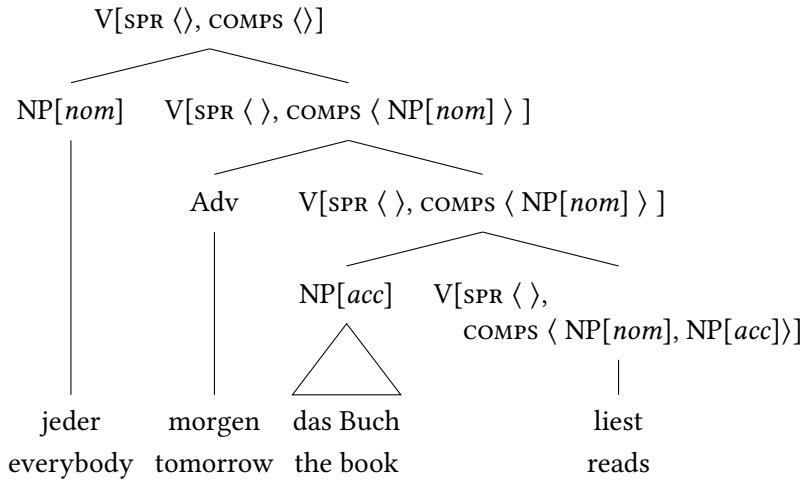 V[SPR ⟨⟩, COMPS ⟨⟩]
NP[nom] V[SPR ⟨ ⟩, COMPS ⟨ NP[nom] ⟩ ]
Adv V[SPR ⟨ ⟩, COMPS ⟨ NP[nom] ⟩ ]
NP[acc] V[SPR ⟨ ⟩,
COMPS ⟨ NP[nom], NP[acc]⟩]
jeder morgen das Buch liest
everybody tomorrow the book reads